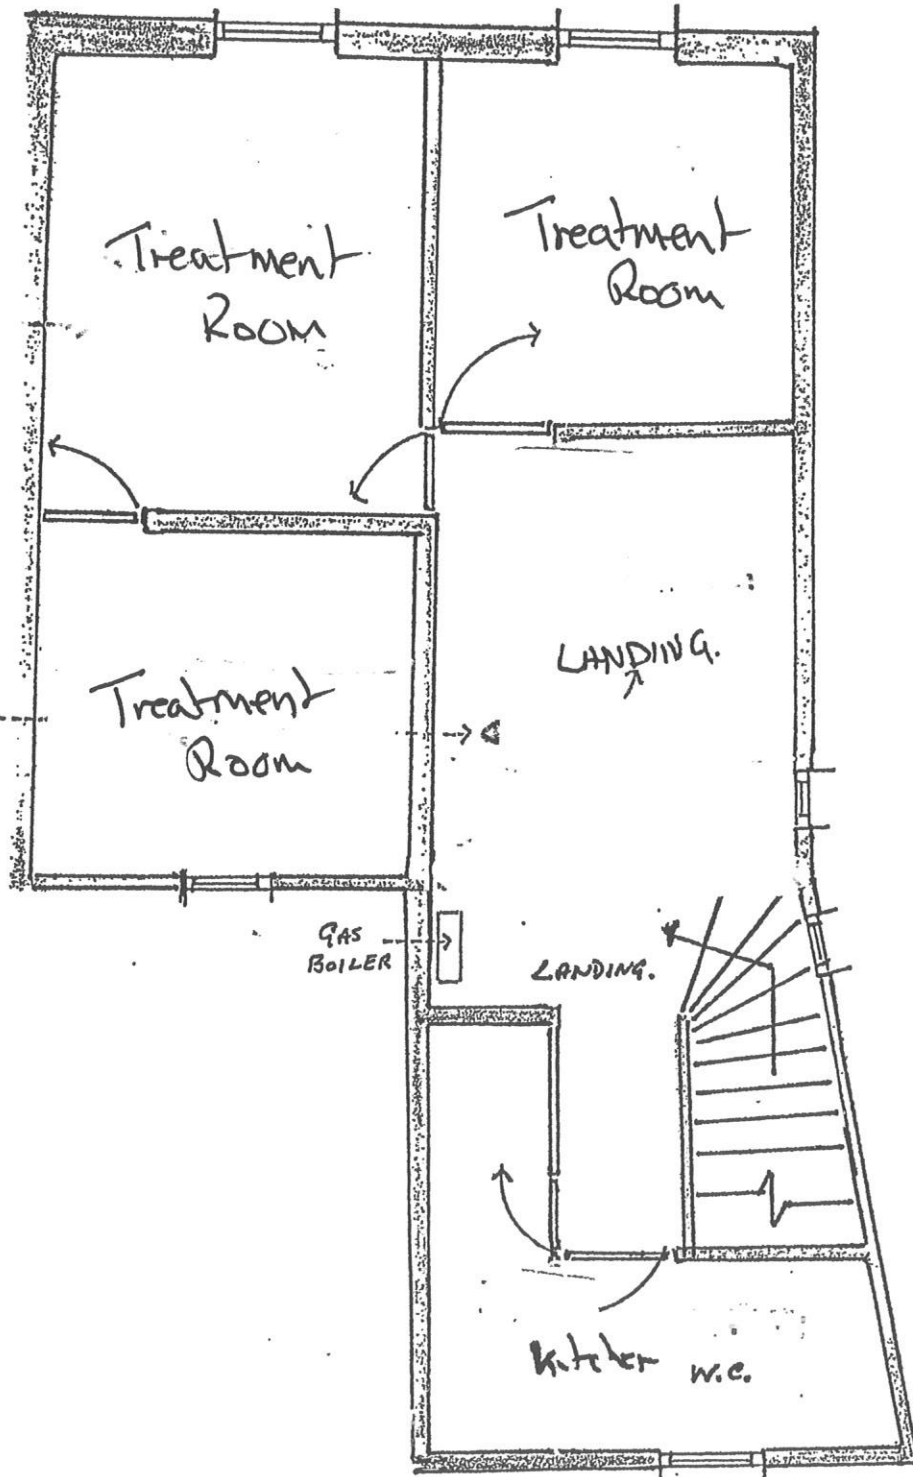 Treatment
Room
Treatment
Room
LANDING.
Treatment
Room
GAS
BOILER
LANDING.
Kitchen W.C.